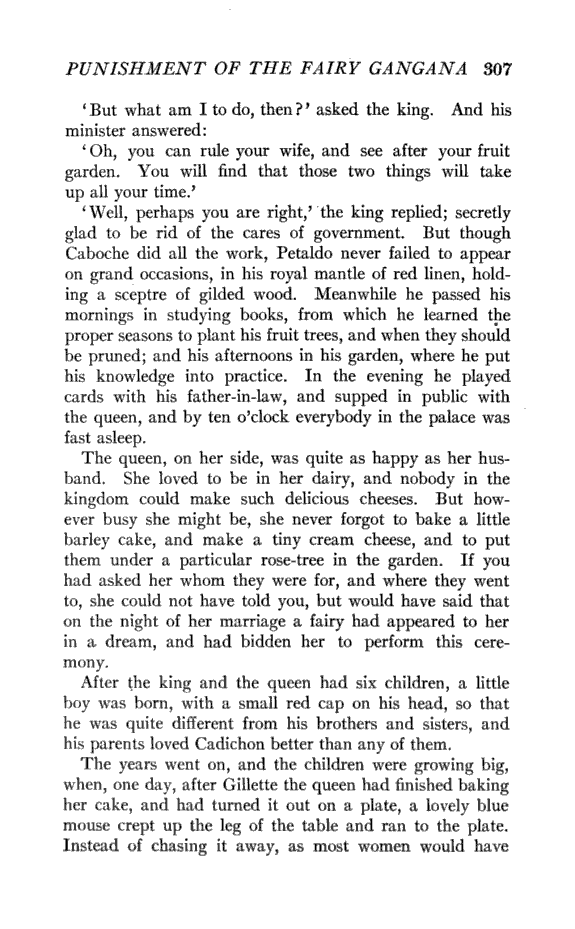 PUNISHMENT OF THE FAIRY GANGANA 307
‘But what am I to do, then?’ asked the king. And his
minister answered:
‘Oh, you can rule your wife, and see after your fruit
garden. You will find that those two things will take
up all your time.’
‘Well, perhaps you are right,’ the king replied; secretly
glad to be rid of the cares of government. But though
Caboche did all the work, Petaldo never failed to appear
on grand occasions, in his royal mantle of red linen, hold-
ing a sceptre of gilded wood. Meanwhile he passed his
mornings in studying books, from which he learned the
proper seasons to plant his fruit trees, and when they should
be pruned; and his afternoons in his garden, where he put
his knowledge into practice. In the evening he played
cards with his father-in-law, and supped in public with
the queen, and by ten o’clock everybody in the palace was
fast asleep.
The queen, on her side, was quite as happy as her hus-
band. She loved to be in her dairy, and nobody in the
kingdom could make such delicious cheeses. But how-
ever busy she might be, she never forgot to bake a little
barley cake, and make a tiny cream cheese, and to put
them under a particular rose-tree in the garden. If you
had asked her whom they were for, and where they went
to, she could not have told you, but would have said that
on the night of her marriage a fairy had appeared to her
in a dream, and had bidden her to perform this cere-
mony.
After the king and the queen had six children, a little
boy was born, with a small red cap on his head, so that
he was quite different from his brothers and sisters, and
his parents loved Cadichon better than any of them.
The years went on, and the children were growing big,
when, one day, after Gillette the queen had finished baking
her cake, and had turned it out on a plate, a lovely blue
mouse crept up the leg of the table and ran to the plate.
Instead of chasing it away, as most women would have